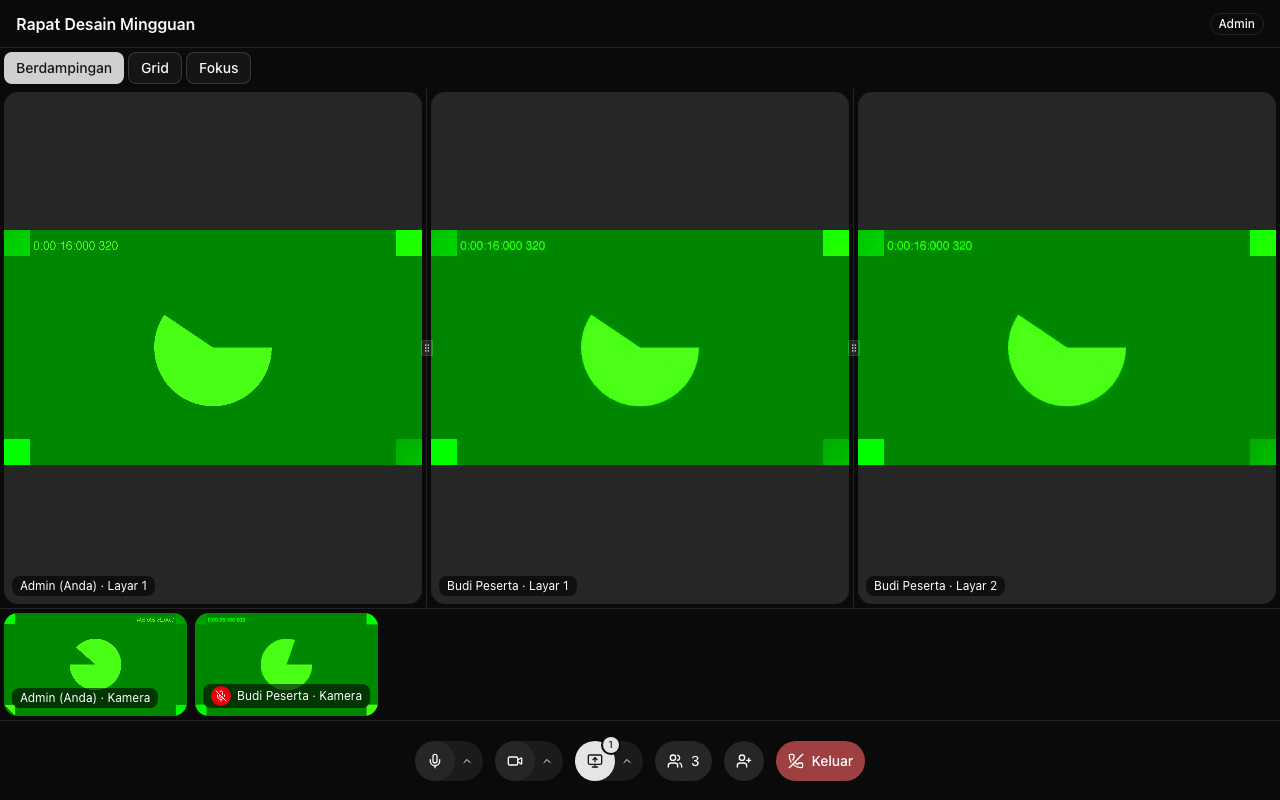 Rapat Desain Mingguan
Admin
Berdampingan
Grid
Fokus
0:00:16:000 320
0:00:16:000 320
0:00:16:000 320
Admin (Anda) · Layar 1
Budi Peserta · Layar 1
Budi Peserta · Layar 2
Admin (Anda) · Kamera
Budi Peserta · Kamera
1
3
Keluar